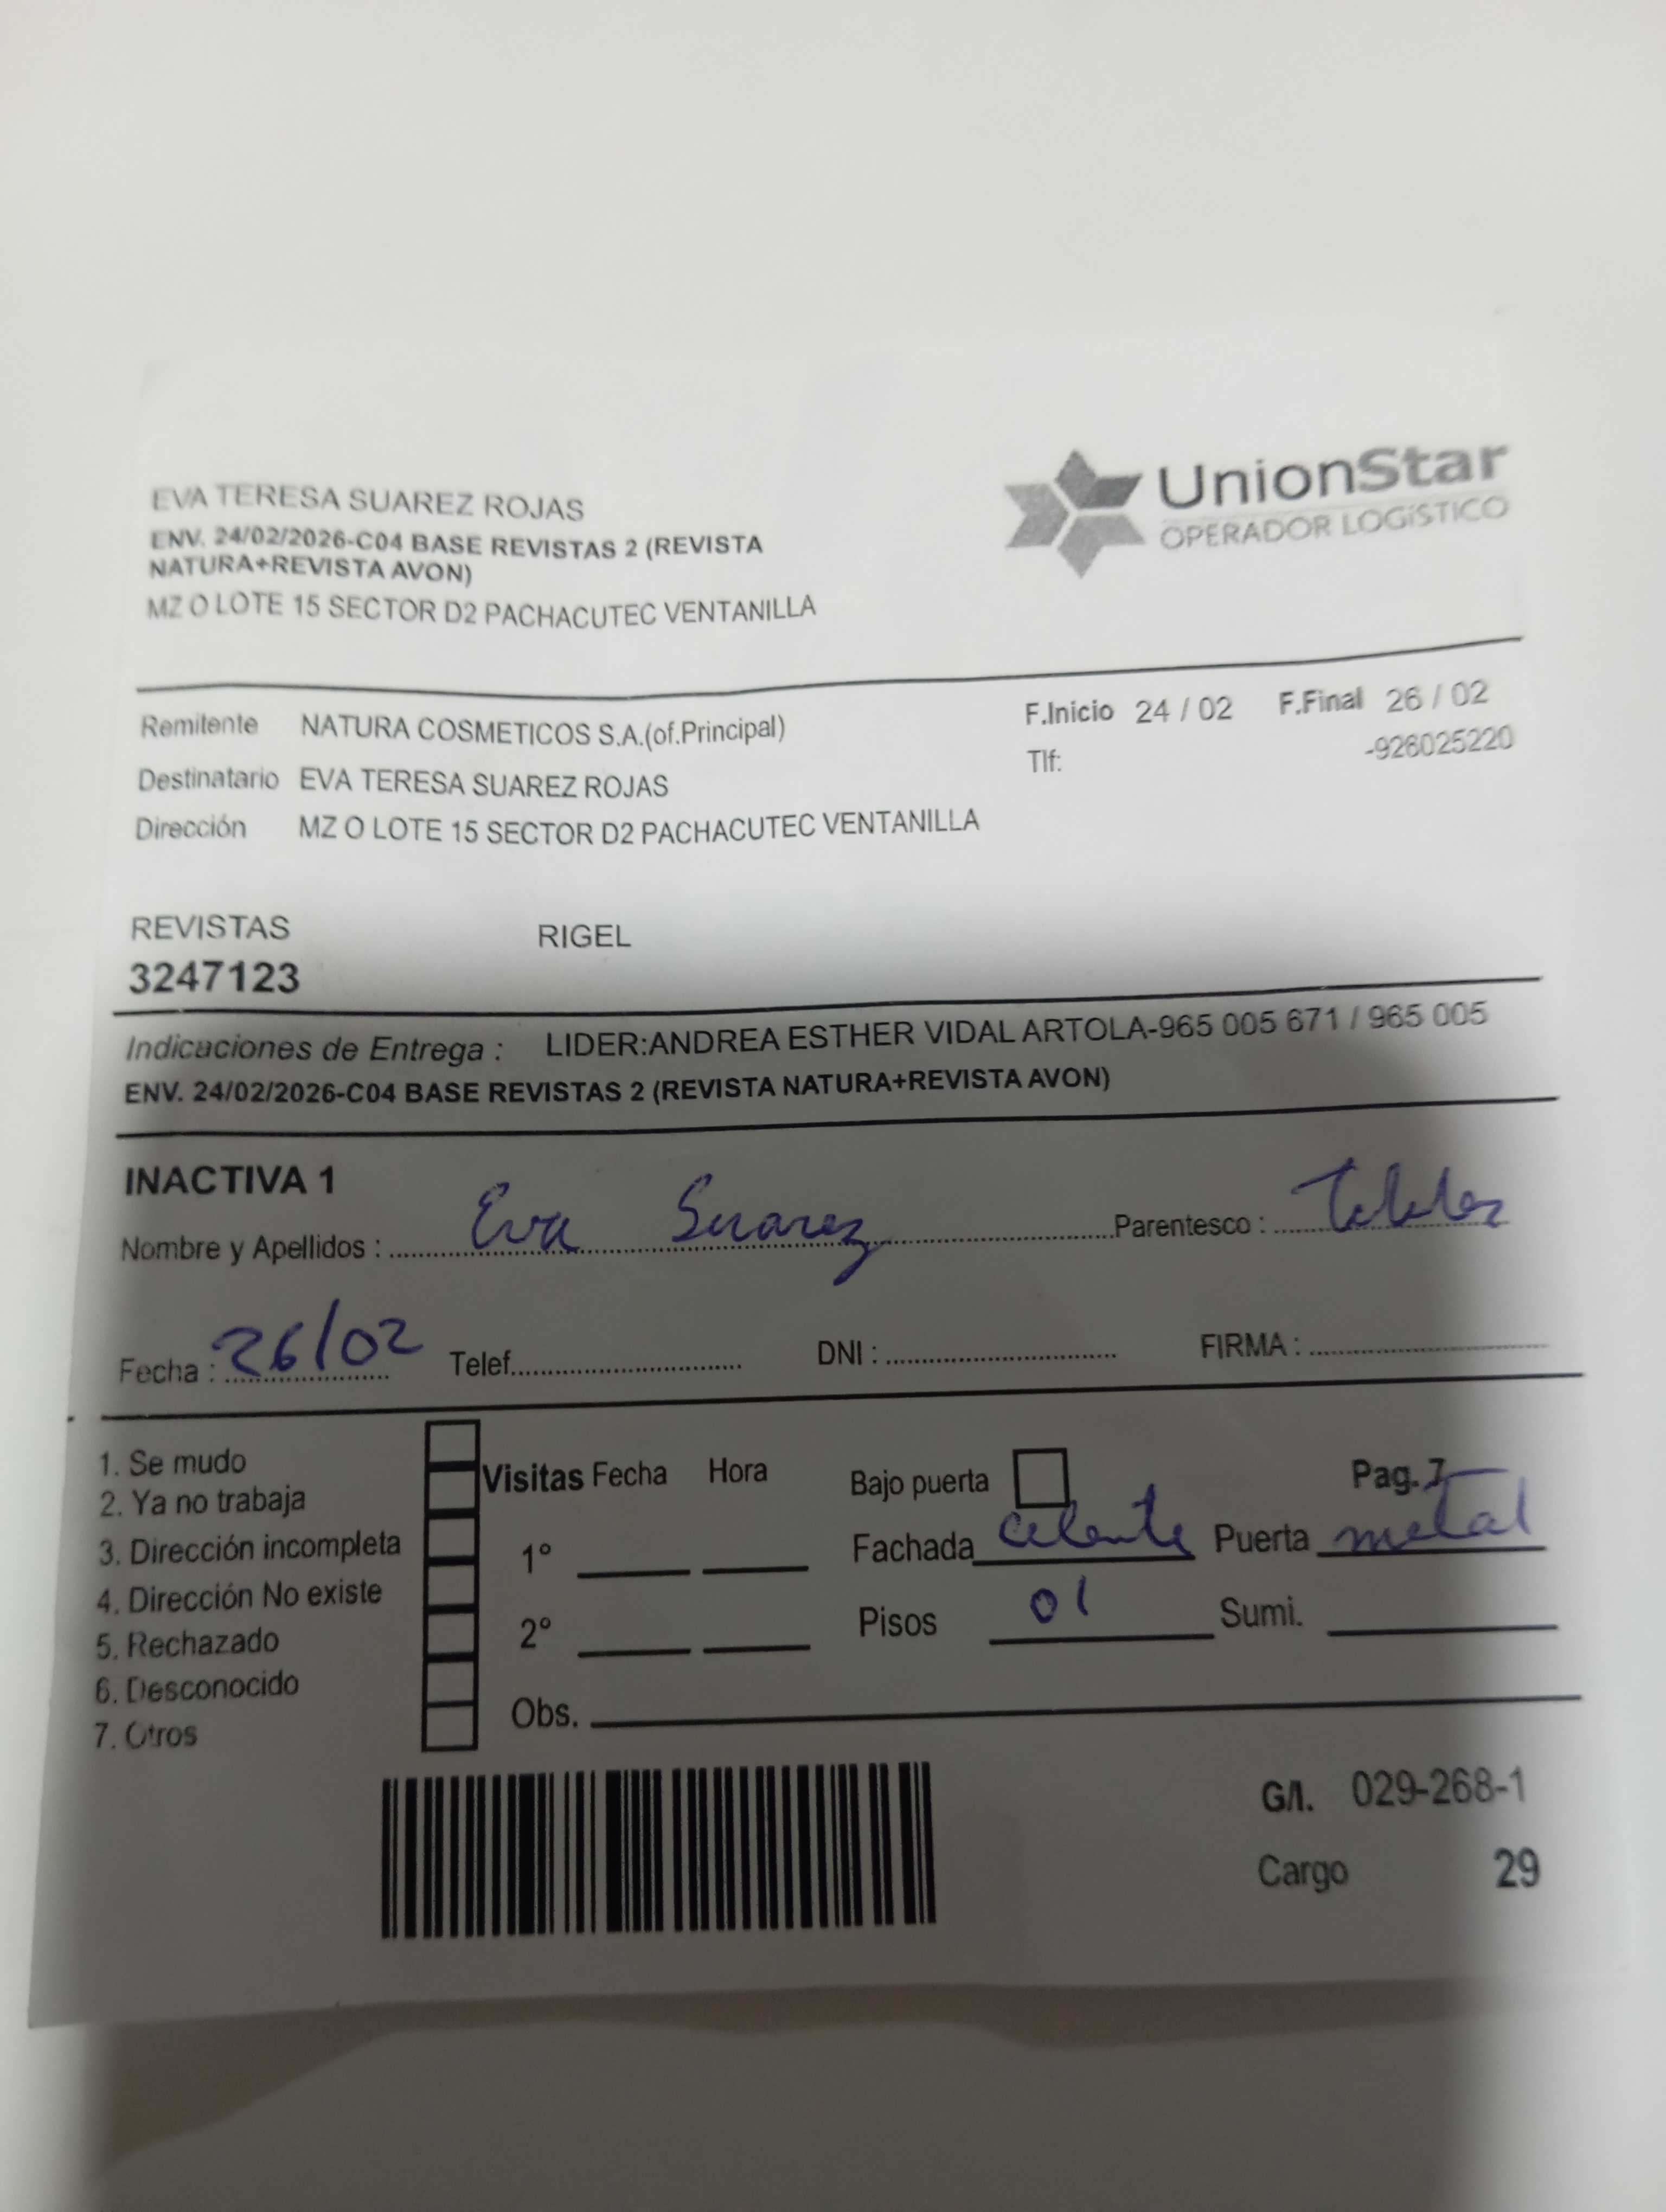 EVA TERESA SUAREZ ROJAS
ENV. 24/02/2026-C04 BASE REVISTAS 2 (REVISTA
NATURA+REVISTA AVON)
MZ O LOTE 15 SECTOR D2 PACHACUTEC VENTANILLA
UnionStar
OPERADOR LOGÍSTICO
Remitente NATURA COSMETICOS S.A.(of.Principal)
F.Inicio 24 / 02 F.Final 26 / 02
Tlf: -926025220
Destinatario EVA TERESA SUAREZ ROJAS
Dirección MZ O LOTE 15 SECTOR D2 PACHACUTEC VENTANILLA
REVISTAS RIGEL
3247123
Indicaciones de Entrega : LIDER:ANDREA ESTHER VIDAL ARTOLA-965 005 671 / 965 005
ENV. 24/02/2026-C04 BASE REVISTAS 2 (REVISTA NATURA+REVISTA AVON)
INACTIVA 1
Nombre y Apellidos : Eva Suarez Parentesco :
Fecha : 26/02 Telef. DNI : FIRMA :
1. Se mudo
2. Ya no trabaja
3. Dirección incompleta
4. Dirección No existe
5. Rechazado
6. Desconocido
7. Otros
Visitas Fecha Hora
1°
2°
Obs.
Bajo puerta Pag. 7
Fachada Puerta metal
Pisos 01 Sumi.
G/I. 029-268-1
Cargo 29